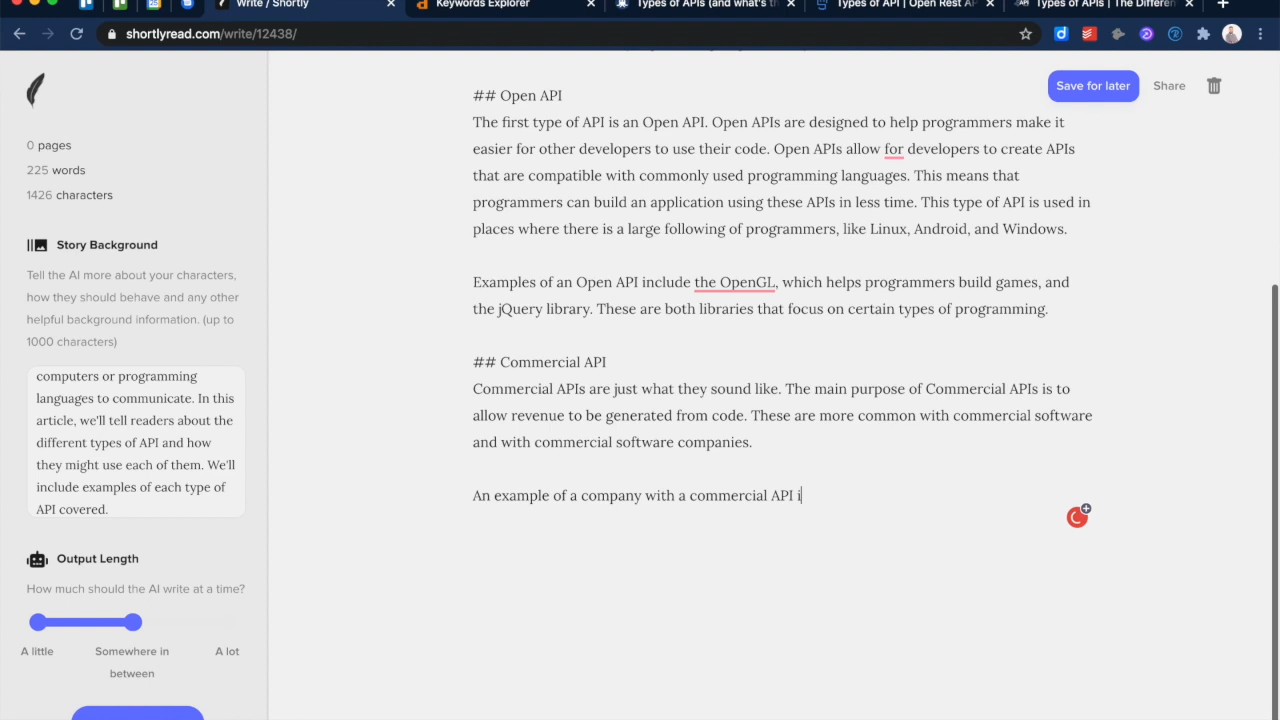 Write / Shortly
Keywords Explorer
Types of APIs (and what's th
Types of API | Open Rest AP
Types of APIs | The Differen
shortlyread.com/write/12438/
Save for later
Share
0 pages
225 words
1426 characters
Story Background
Tell the AI more about your characters,
how they should behave and any other
helpful background information. (up to
1000 characters)
computers or programming
languages to communicate. In this
article, we'll tell readers about the
different types of API and how
they might use each of them. We'll
include examples of each type of
API covered.
Output Length
How much should the AI write at a time?
A little
Somewhere in
between
A lot
## Open API
The first type of API is an Open API. Open APIs are designed to help programmers make it
easier for other developers to use their code. Open APIs allow for developers to create APIs
that are compatible with commonly used programming languages. This means that
programmers can build an application using these APIs in less time. This type of API is used in
places where there is a large following of programmers, like Linux, Android, and Windows.
Examples of an Open API include the OpenGL, which helps programmers build games, and
the jQuery library. These are both libraries that focus on certain types of programming.
## Commercial API
Commercial APIs are just what they sound like. The main purpose of Commercial APIs is to
allow revenue to be generated from code. These are more common with commercial software
and with commercial software companies.
An example of a company with a commercial API i